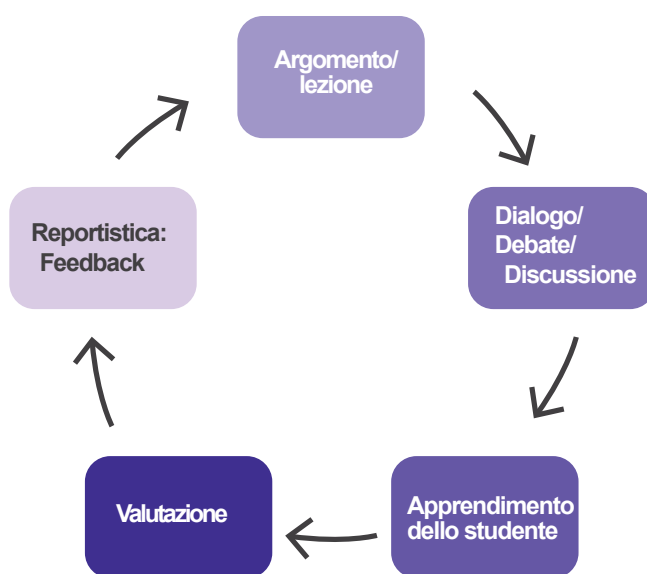 Argomento/
lezione
Dialogo/
Debate/
Discussione
Apprendimento
dello studente
Valutazione
Reportistica:
Feedback